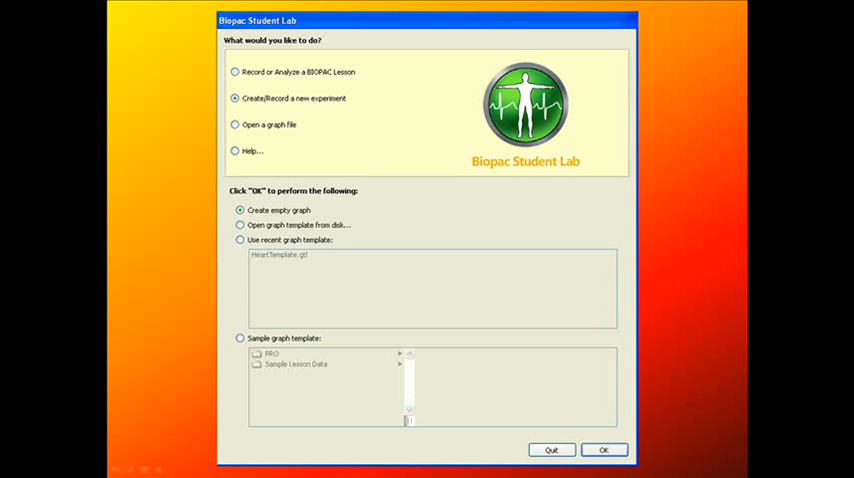 Biopac Student Lab
What would you like to do?
Record or Analyze a BIOPAC Lesson
Create/Record a new experiment
Open a graph file
Help...
Biopac Student Lab
Click "OK" to perform the following:
Create empty graph
Open graph template from disk...
Use recent graph template:
HeartTemplate.gtl
Sample graph template:
PRO
Sample Lesson Data
Quit
OK